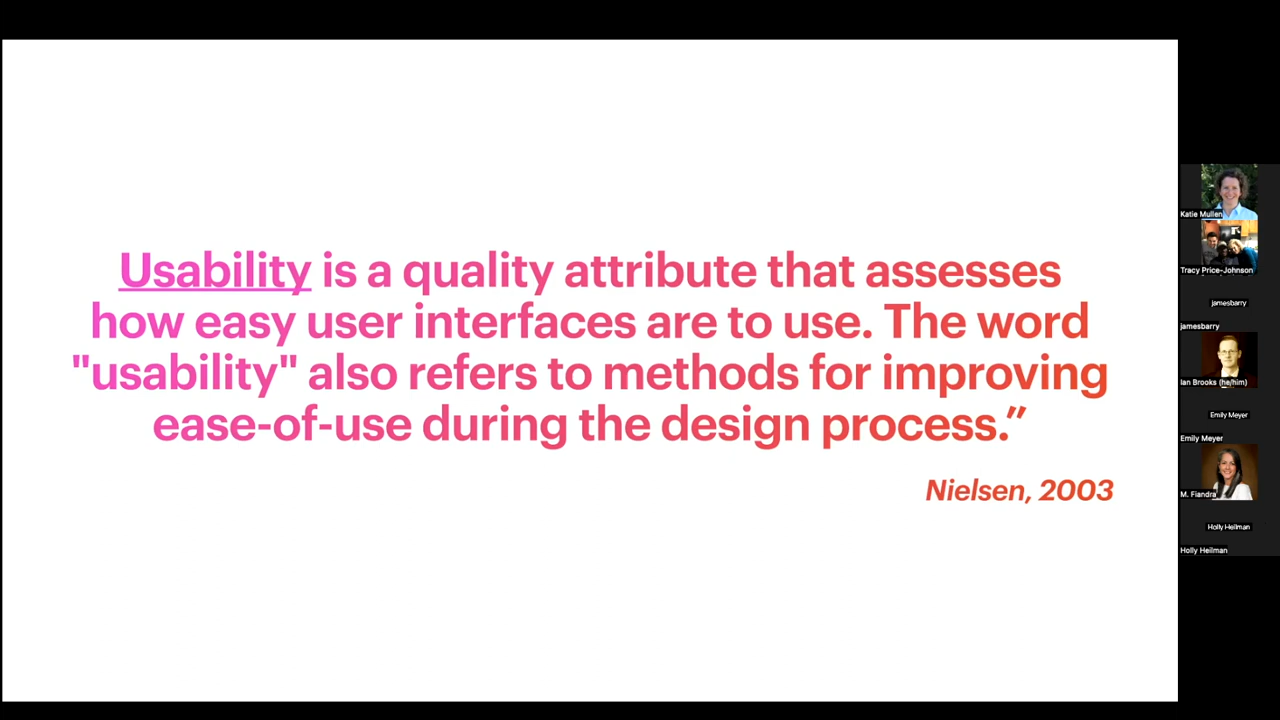 Usability is a quality attribute that assesses
how easy user interfaces are to use. The word
"usability" also refers to methods for improving
ease-of-use during the design process.”
Nielsen, 2003
Katie Mullen
Tracy Price-Johnson
jamesbarry
jamesbarry
Ian Brooks (he/him)
Emily Meyer
Emily Meyer
M. Fiandra
Holly Heilman
Holly Heilman